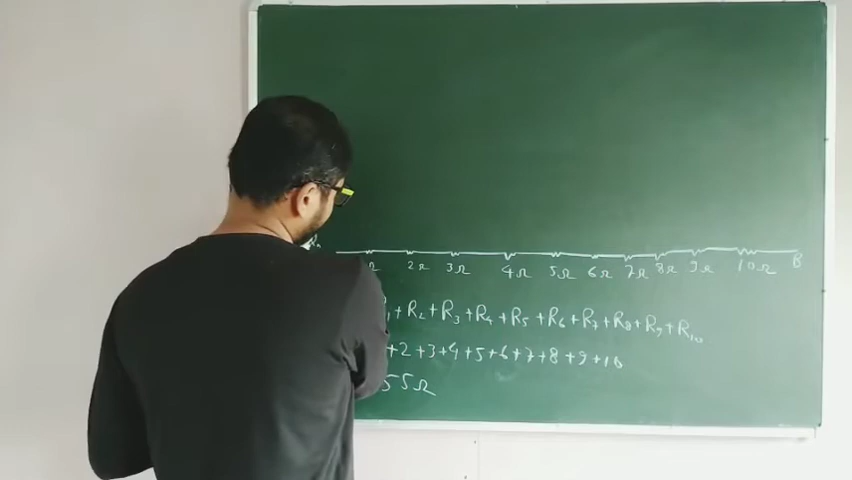 Ω 2Ω 3Ω 4Ω 5Ω 6Ω 7Ω 8Ω 9Ω 10Ω B
+ R₂ + R₃ + R₄ + R₅ + R₆ + R₇ + R₈ + R₉ + R₁₀
+2+3+4+5+6+7+8+9+10
55Ω